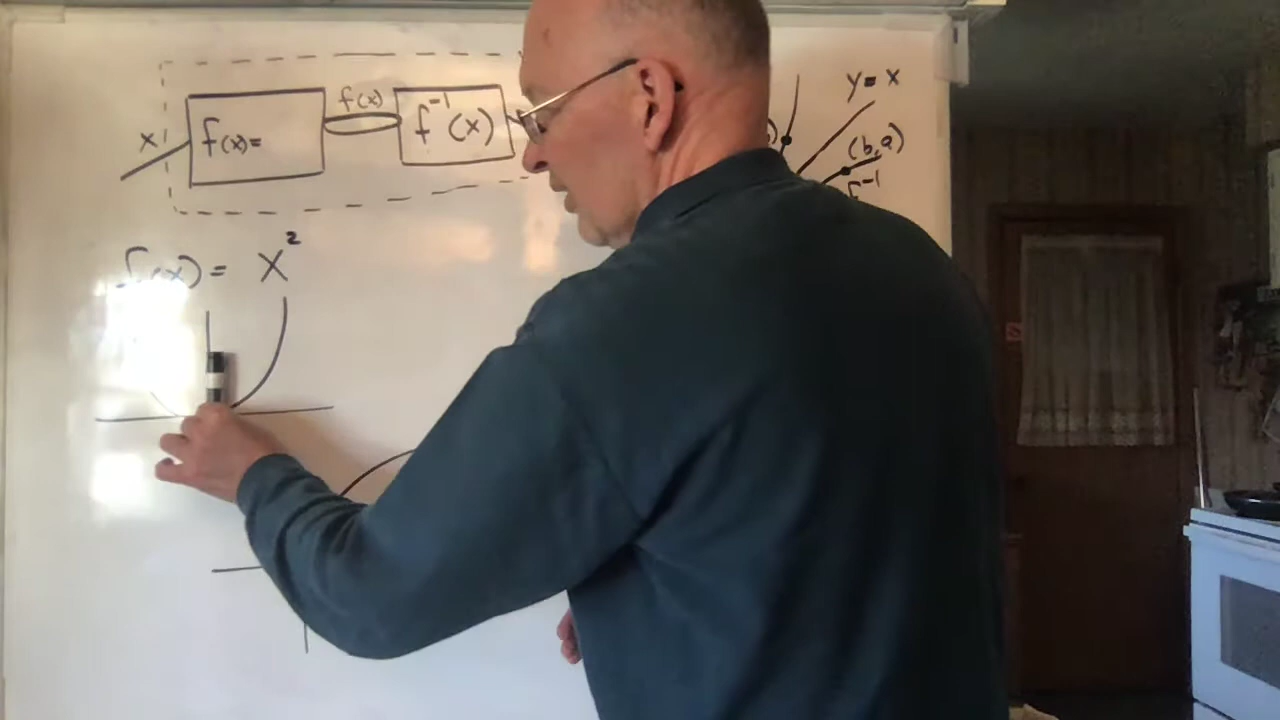 x
f(x)=
f(x)
f⁻¹(x)
y=x
(b,a)
f⁻¹
f(x) = x²